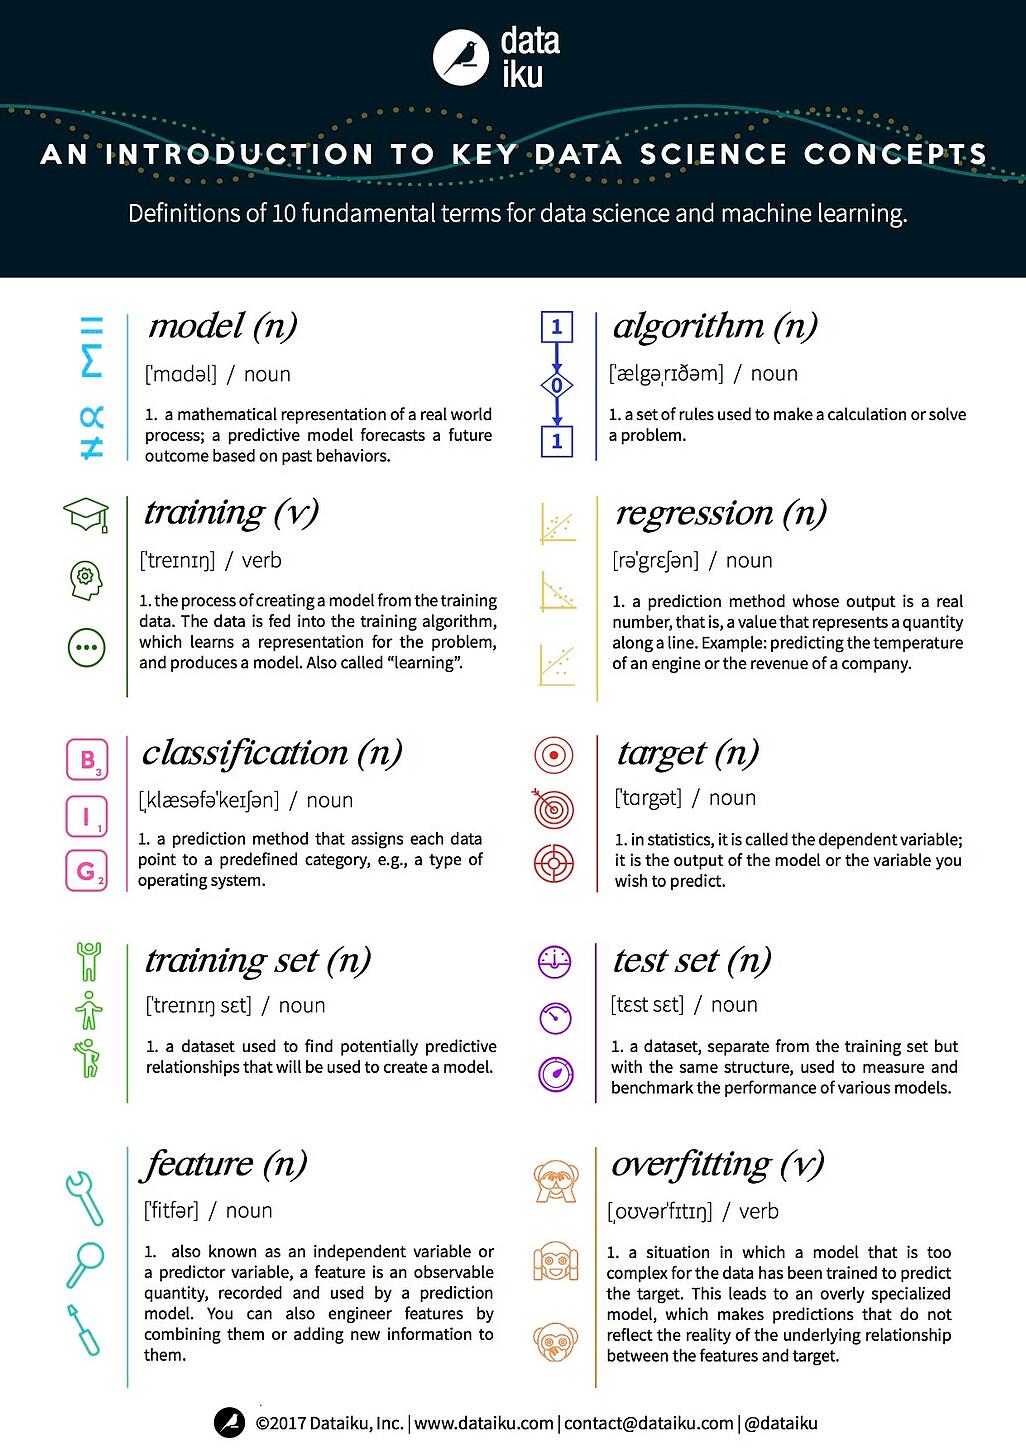 data
iku
AN INTRODUCTION TO KEY DATA SCIENCE CONCEPTS
Definitions of 10 fundamental terms for data science and machine learning.
model (n)
['mɑdəl] / noun
1. a mathematical representation of a real world
process; a predictive model forecasts a future
outcome based on past behaviors.
1
0
1
algorithm (n)
['ælgəˌrɪðəm] / noun
1. a set of rules used to make a calculation or solve
a problem.
training (v)
['treɪnɪŋ] / verb
1. the process of creating a model from the training
data. The data is fed into the training algorithm,
which learns a representation for the problem,
and produces a model. Also called “learning”.
regression (n)
[rə'grɛʃən] / noun
1. a prediction method whose output is a real
number, that is, a value that represents a quantity
along a line. Example: predicting the temperature
of an engine or the revenue of a company.
B3
I1
G2
classification (n)
[ˌklæsəfə'keɪʃən] / noun
1. a prediction method that assigns each data
point to a predefined category, e.g., a type of
operating system.
target (n)
['tɑrgət] / noun
1. in statistics, it is called the dependent variable;
it is the output of the model or the variable you
wish to predict.
training set (n)
['treɪnɪŋ sɛt] / noun
1. a dataset used to find potentially predictive
relationships that will be used to create a model.
test set (n)
[tɛst sɛt] / noun
1. a dataset, separate from the training set but
with the same structure, used to measure and
benchmark the performance of various models.
feature (n)
['fitʃər] / noun
1. also known as an independent variable or
a predictor variable, a feature is an observable
quantity, recorded and used by a prediction
model. You can also engineer features by
combining them or adding new information to
them.
overfitting (v)
[ˌoʊvər'fɪtɪŋ] / verb
1. a situation in which a model that is too
complex for the data has been trained to predict
the target. This leads to an overly specialized
model, which makes predictions that do not
reflect the reality of the underlying relationship
between the features and target.
©2017 Dataiku, Inc. | www.dataiku.com | contact@dataiku.com | @dataiku